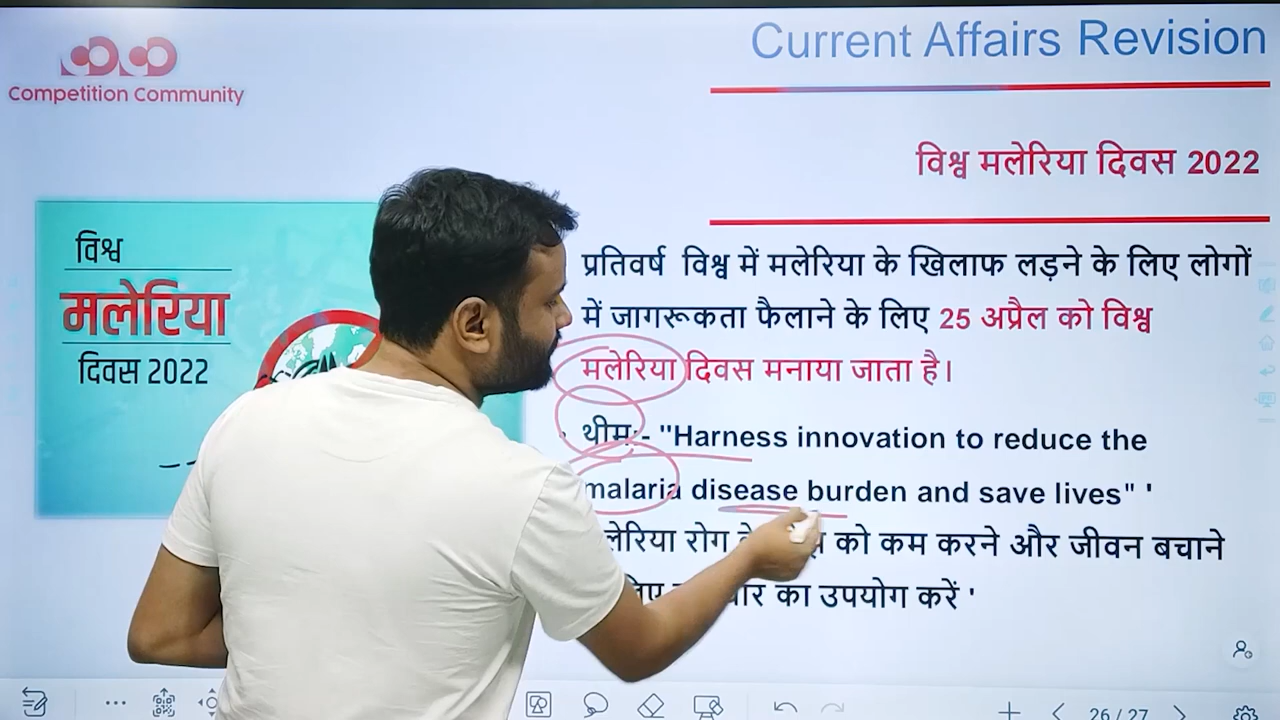 Current Affairs Revision
Competition Community
विश्व मलेरिया दिवस 2022
विश्व
मलेरिया
दिवस 2022
प्रतिवर्ष विश्व में मलेरिया के खिलाफ लड़ने के लिए लोगों
में जागरूकता फैलाने के लिए 25 अप्रैल को विश्व
मलेरिया दिवस मनाया जाता है।
थीम:- "Harness innovation to reduce the
malaria disease burden and save lives" '
रोग को कम करने और जीवन बचाने
का उपयोग करें '
26 / 27